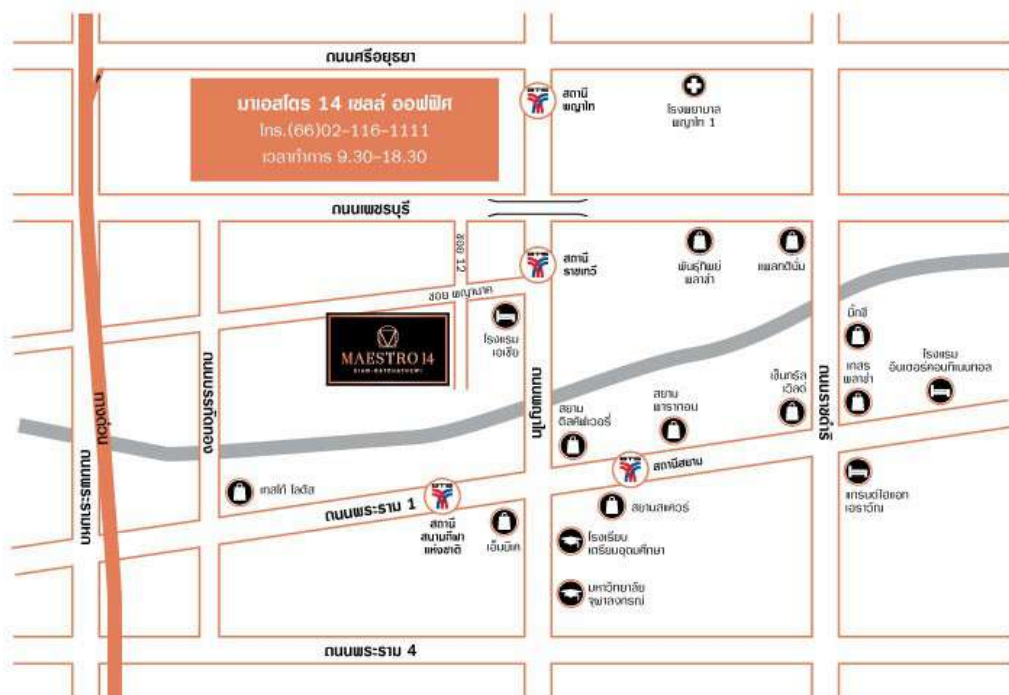 ถนนศรีอยุธยา
มาเอสโตร 14 เซลล์ ออฟฟิศ
โทร.(66)02-116-1111
เวลาทำการ 9.30-18.30
BTS
สถานี
พญาไท
โรงพยาบาล
พญาไท 1
ถนนเพชรบุรี
ซอย 12
BTS
สถานี
ราชเทวี
พันธุ์ทิพย์
พลาซ่า
แพลทตินั่ม
ซอย พญานาค
MAESTRO 14
SIAM-RATCHATHEWI
โรงแรม
เอเชีย
บิ๊กซี
เกสร
พลาซ่า
โรงแรม
อินเตอร์คอนทิเนนทอล
ถนนบรรทัดทอง
ถนนพญาไท
ถนนราชดำริ
เซ็นทรัล
เวิลด์
สยาม
พารากอน
สยาม
ดิสคัฟเวอรี่
ทางด่วน
ถนนพระรามหก
เทสโก้ โลตัส
ถนนพระราม 1
BTS
สถานี
สนามกีฬา
แห่งชาติ
เอ็มบีเค
BTS
สถานีสยาม
สยามสแควร์
แกรนด์ไฮแอท
เอราวัณ
โรงเรียน
เตรียมอุดมศึกษา
มหาวิทยาลัย
จุฬาลงกรณ์
ถนนพระราม 4